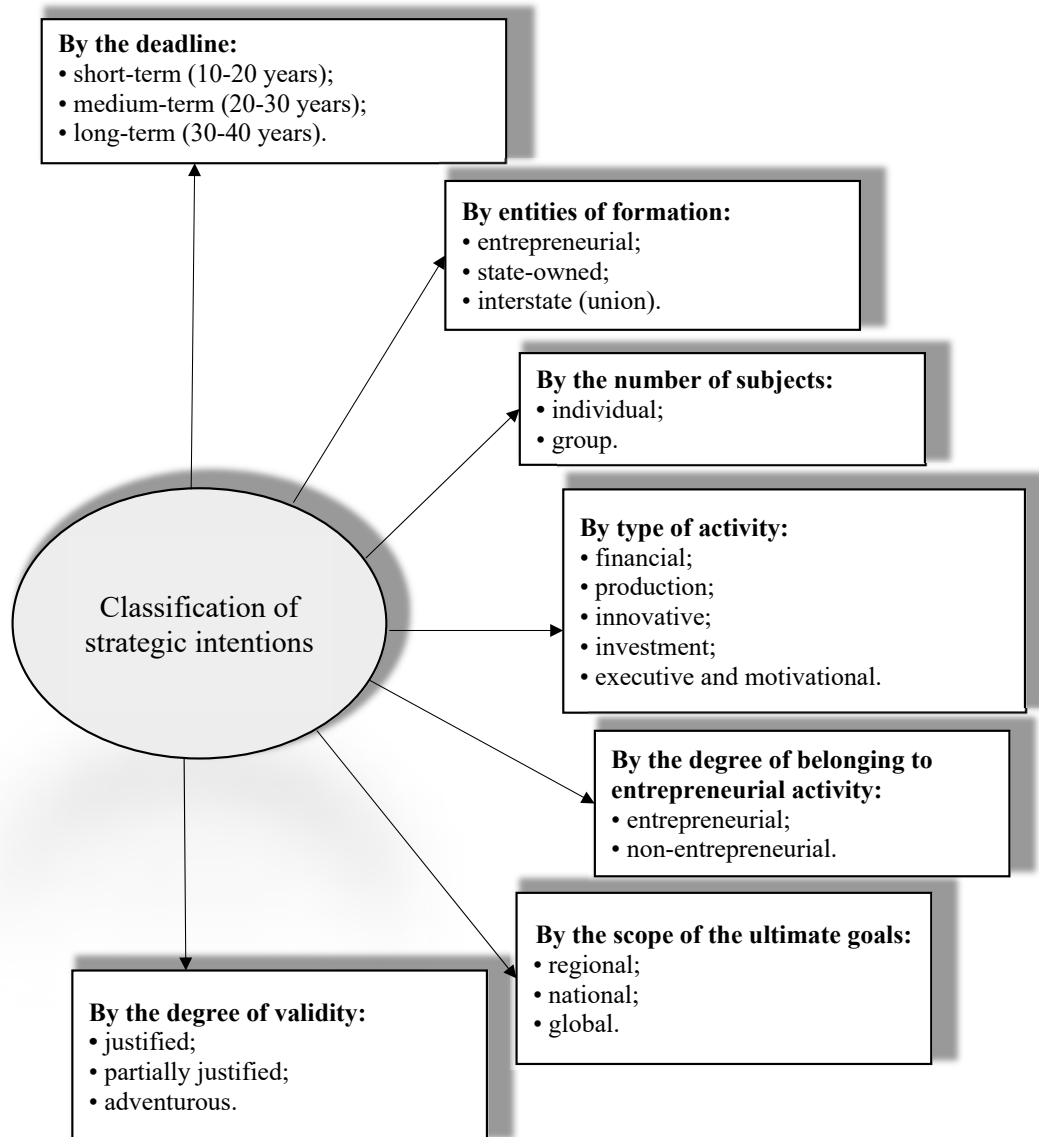 By the deadline:
• short-term (10-20 years);
• medium-term (20-30 years);
• long-term (30-40 years).
By entities of formation:
• entrepreneurial;
• state-owned;
• interstate (union).
By the number of subjects:
• individual;
• group.
By type of activity:
• financial;
• production;
• innovative;
• investment;
• executive and motivational.
Classification of
strategic intentions
By the degree of belonging to
entrepreneurial activity:
• entrepreneurial;
• non-entrepreneurial.
By the scope of the ultimate goals:
• regional;
• national;
• global.
By the degree of validity:
• justified;
• partially justified;
• adventurous.